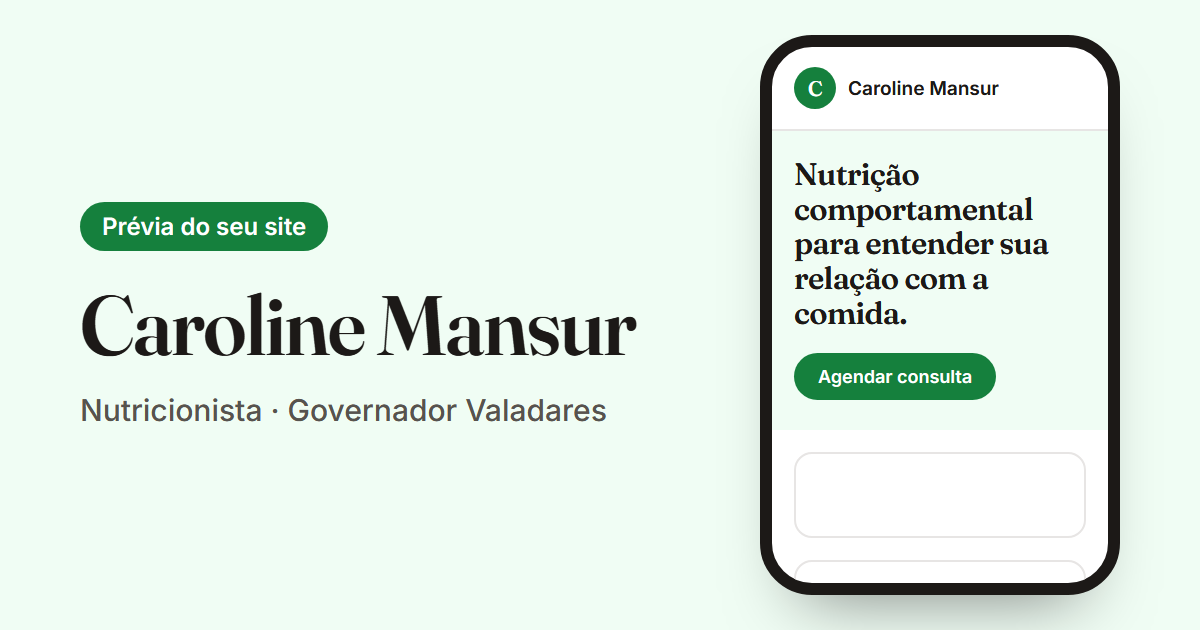 Prévia do seu site
Caroline Mansur
Nutricionista · Governador Valadares
C
Caroline Mansur
Nutrição
comportamental
para entender sua
relação com a
comida.
Agendar consulta